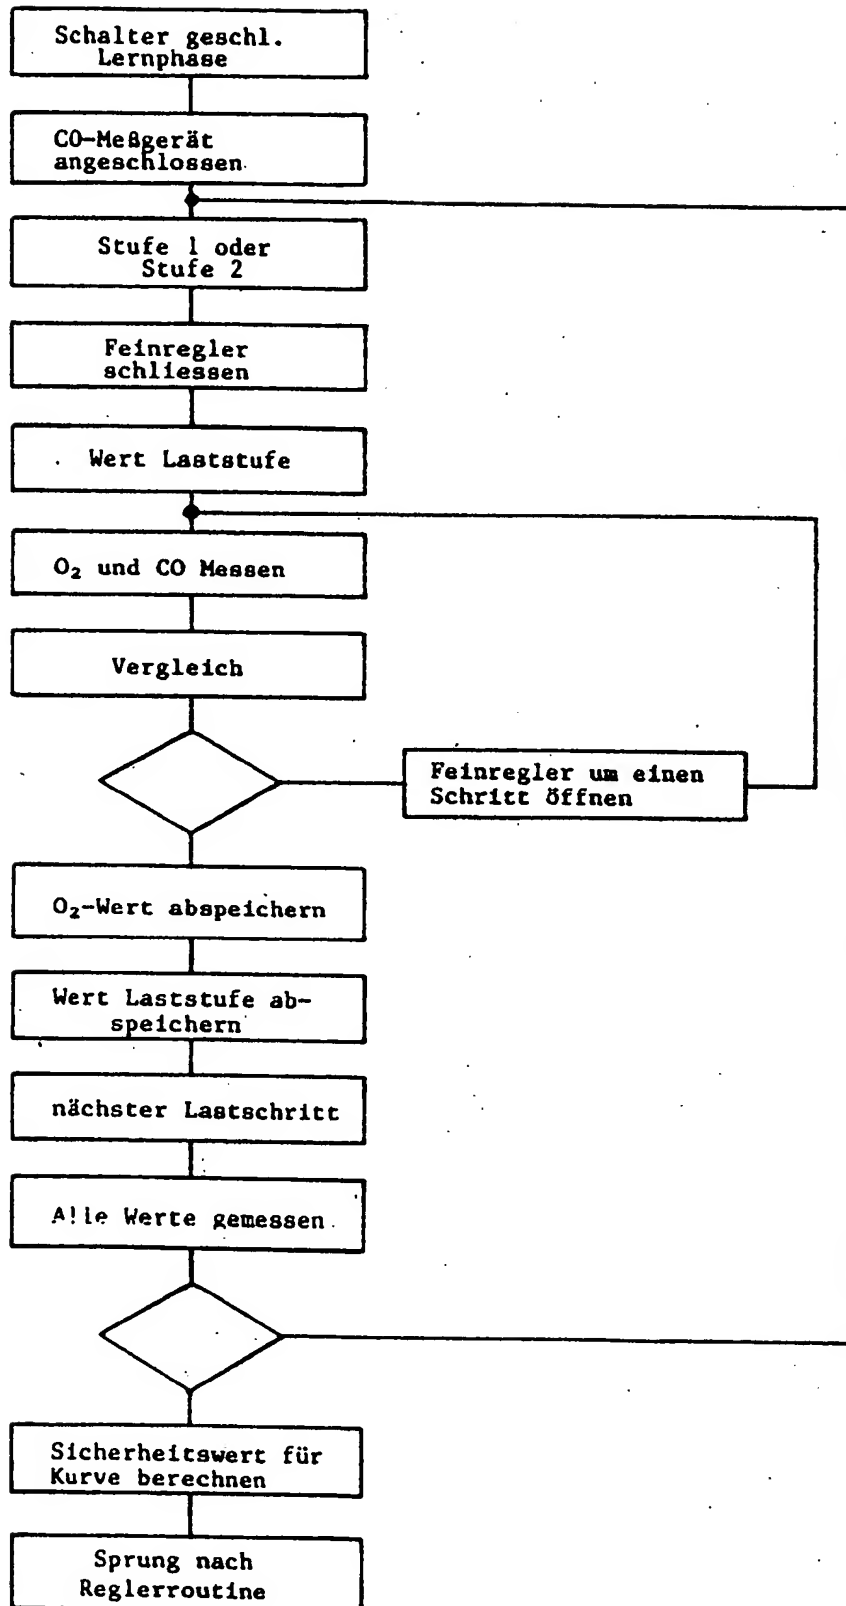 Schalter geschl.
Lernphase
CO-Meßgerät
angeschlossen
Stufe 1 oder
Stufe 2
Feinregler
schliessen
Wert Laststufe
O₂ und CO Messen
Vergleich
Feinregler um einen
Schritt öffnen
O₂-Wert abspeichern
Wert Laststufe ab-
speichern
nächster Lastschritt
Alle Werte gemessen
Sicherheitswert für
Kurve berechnen
Sprung nach
Reglerroutine